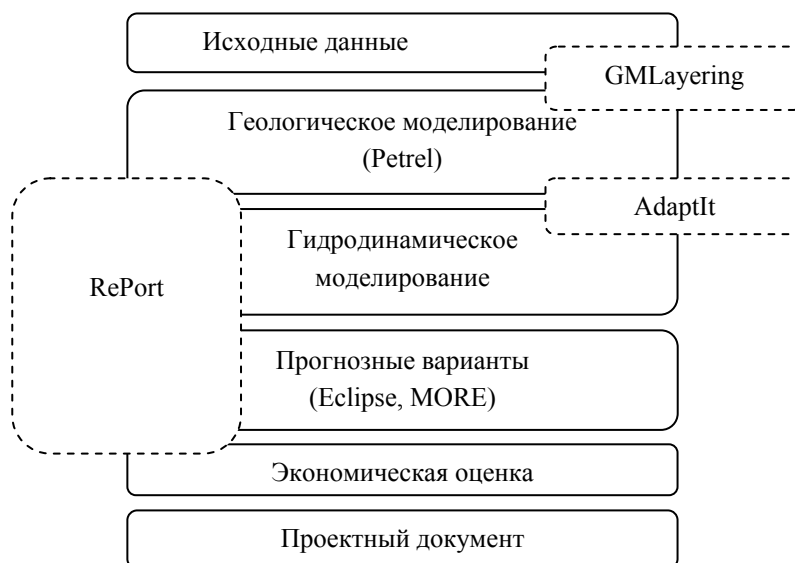 Исходные данные
GMLayering
Геологическое моделирование
(Petrel)
AdaptIt
Гидродинамическое
моделирование
RePort
Прогнозные варианты
(Eclipse, MORE)
Экономическая оценка
Проектный документ